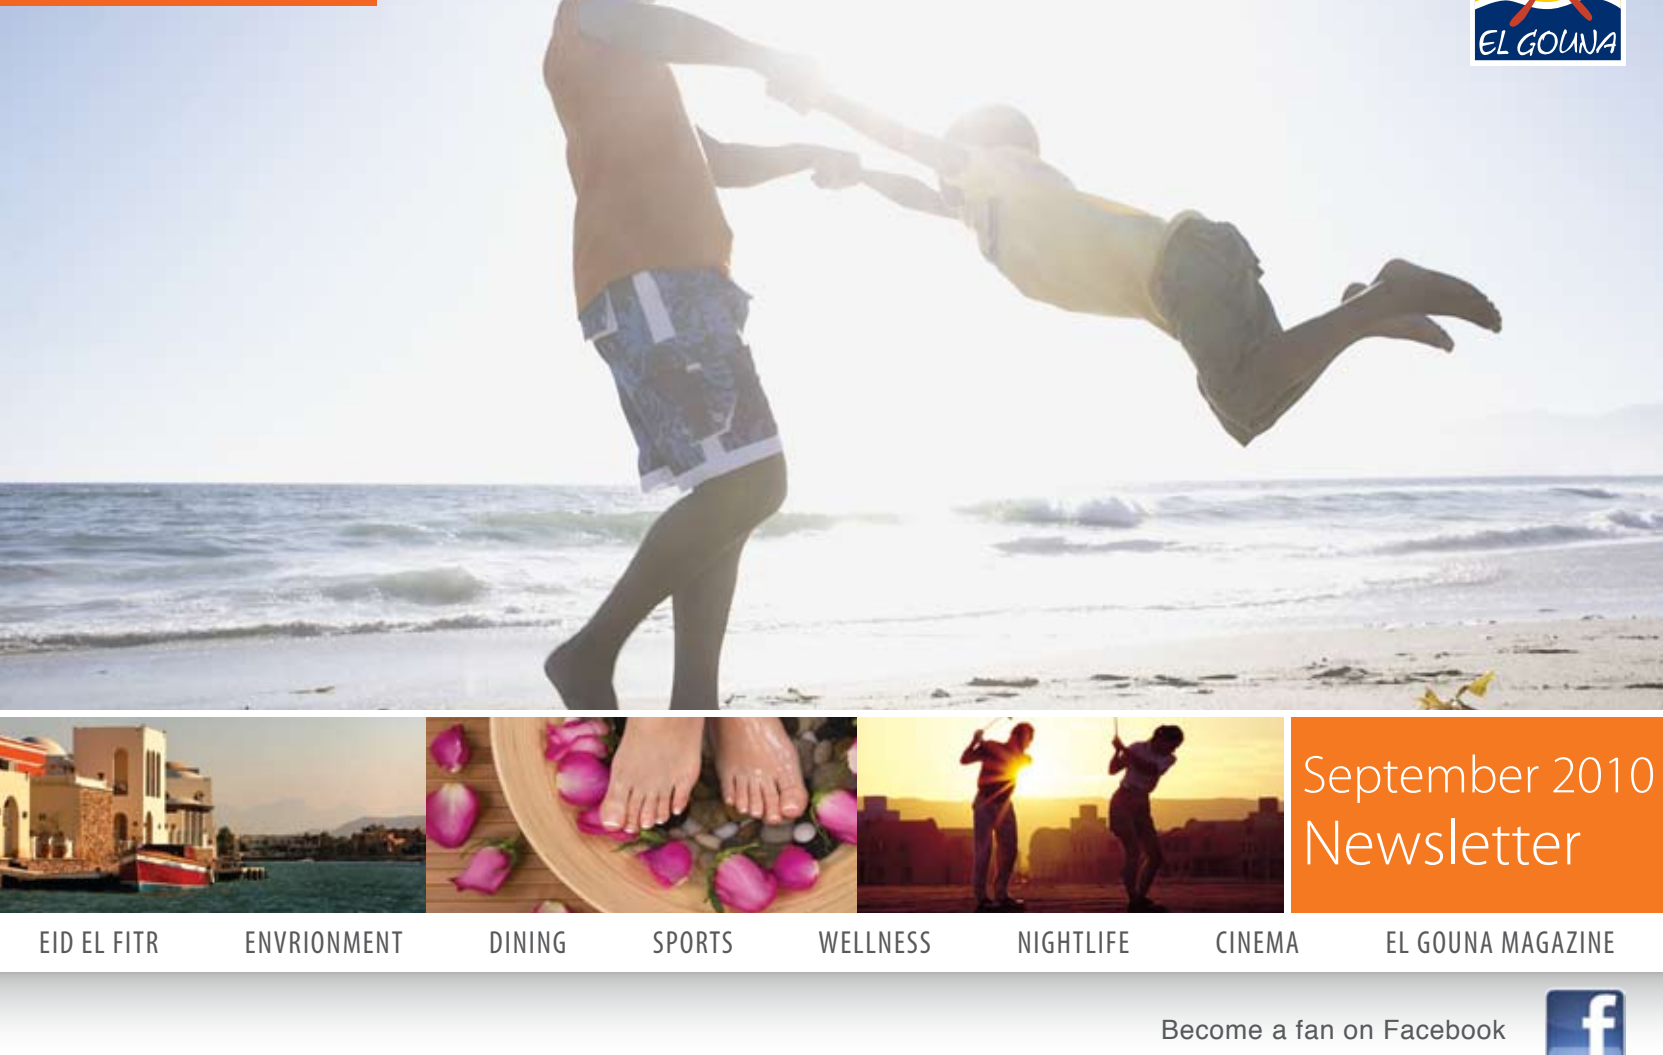 EL GOUNA
September 2010
Newsletter
EID EL FITR ENVRIONMENT DINING SPORTS WELLNESS NIGHTLIFE CINEMA EL GOUNA MAGAZINE
Become a fan on Facebook
f